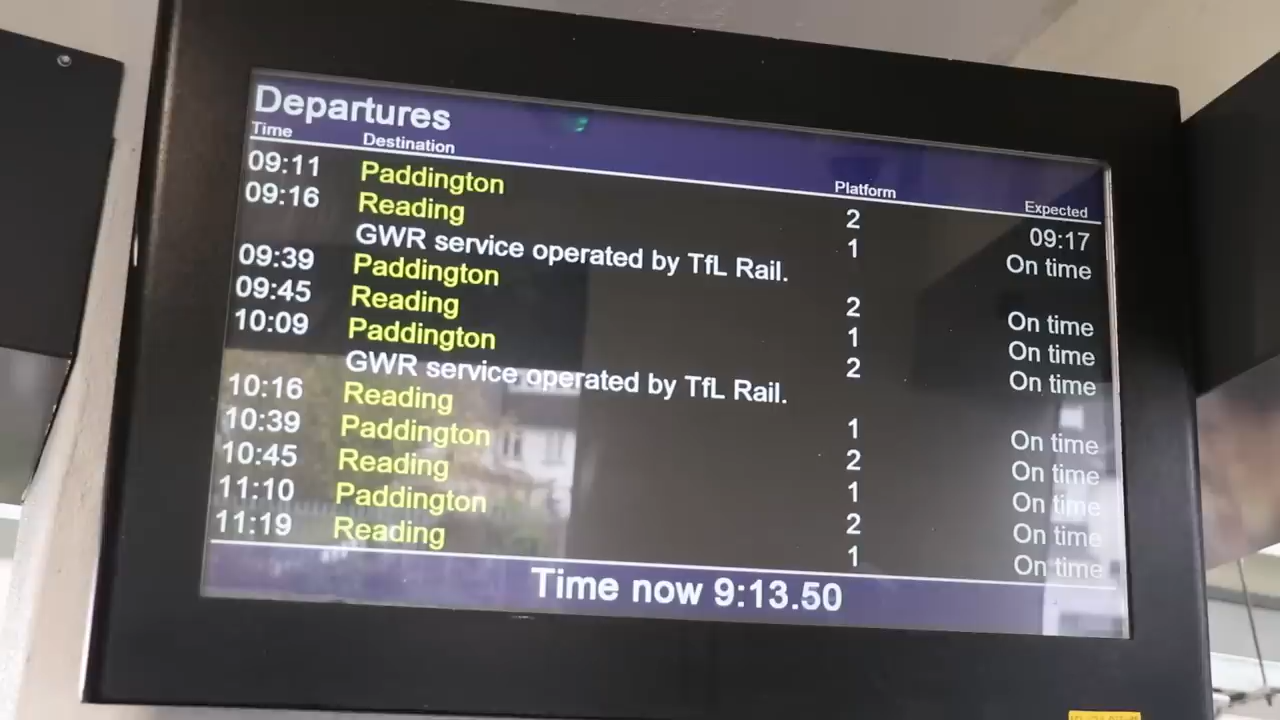 Departures
Time Destination Platform Expected
09:11 Paddington 2 09:17
09:16 Reading 1 On time
GWR service operated by TfL Rail.
09:39 Paddington 2 On time
09:45 Reading 1 On time
10:09 Paddington 2 On time
GWR service operated by TfL Rail.
10:16 Reading 1 On time
10:39 Paddington 2 On time
10:45 Reading 1 On time
11:10 Paddington 2 On time
11:19 Reading 1 On time
Time now 9:13.50